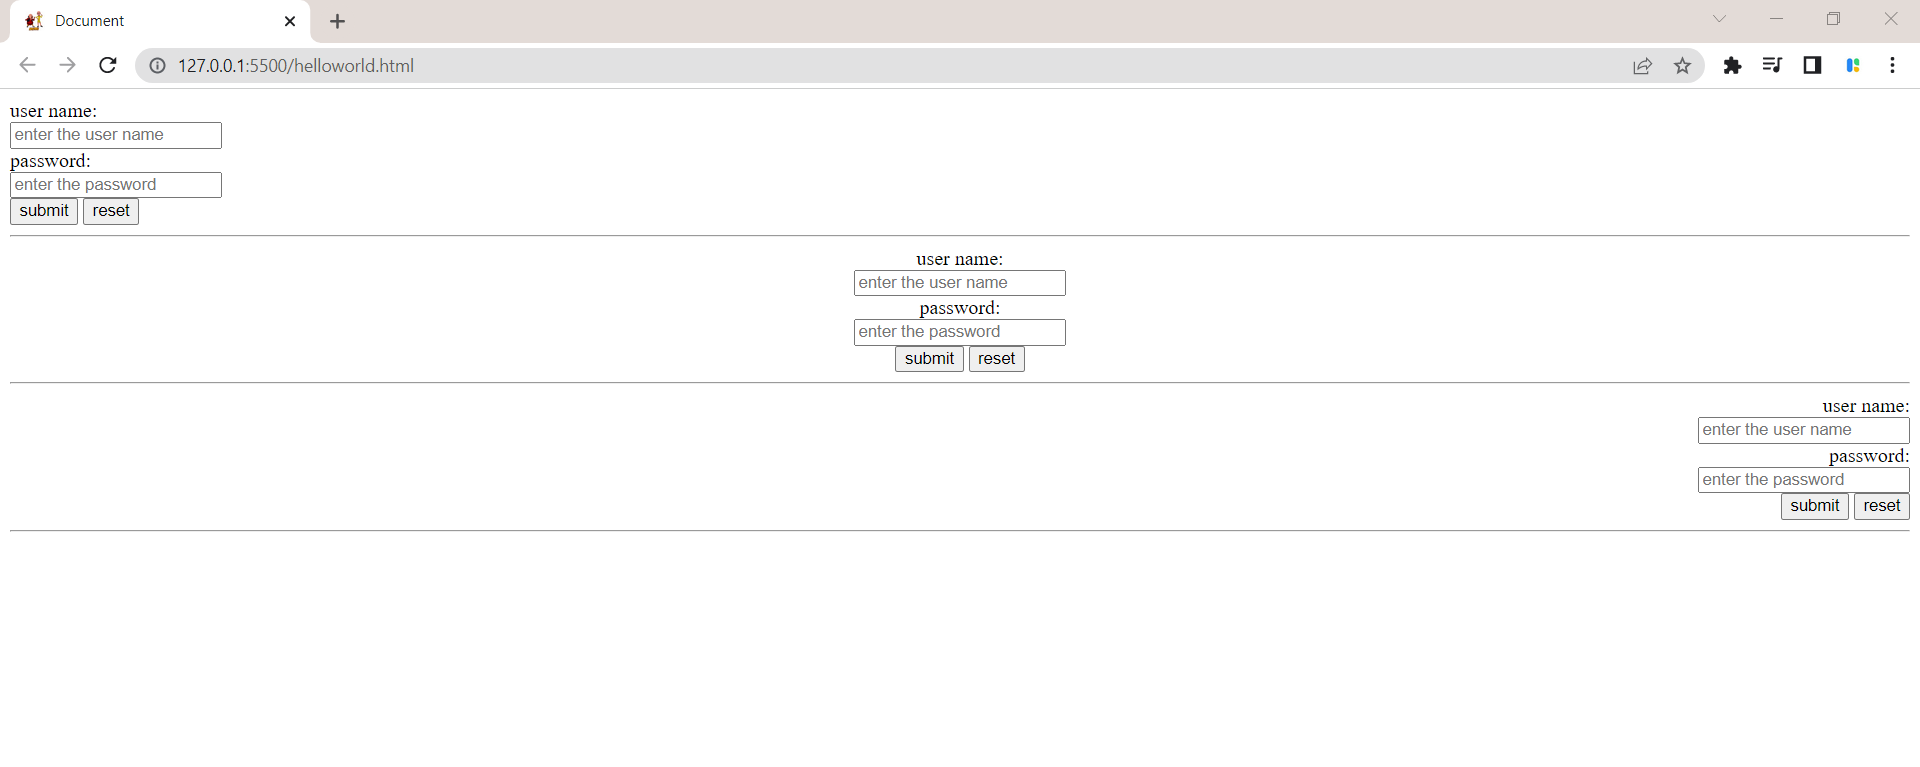 Document
127.0.0.1:5500/helloworld.html
user name:
enter the user name
password:
enter the password
submit reset
user name:
enter the user name
password:
enter the password
submit reset
user name:
enter the user name
password:
enter the password
submit reset